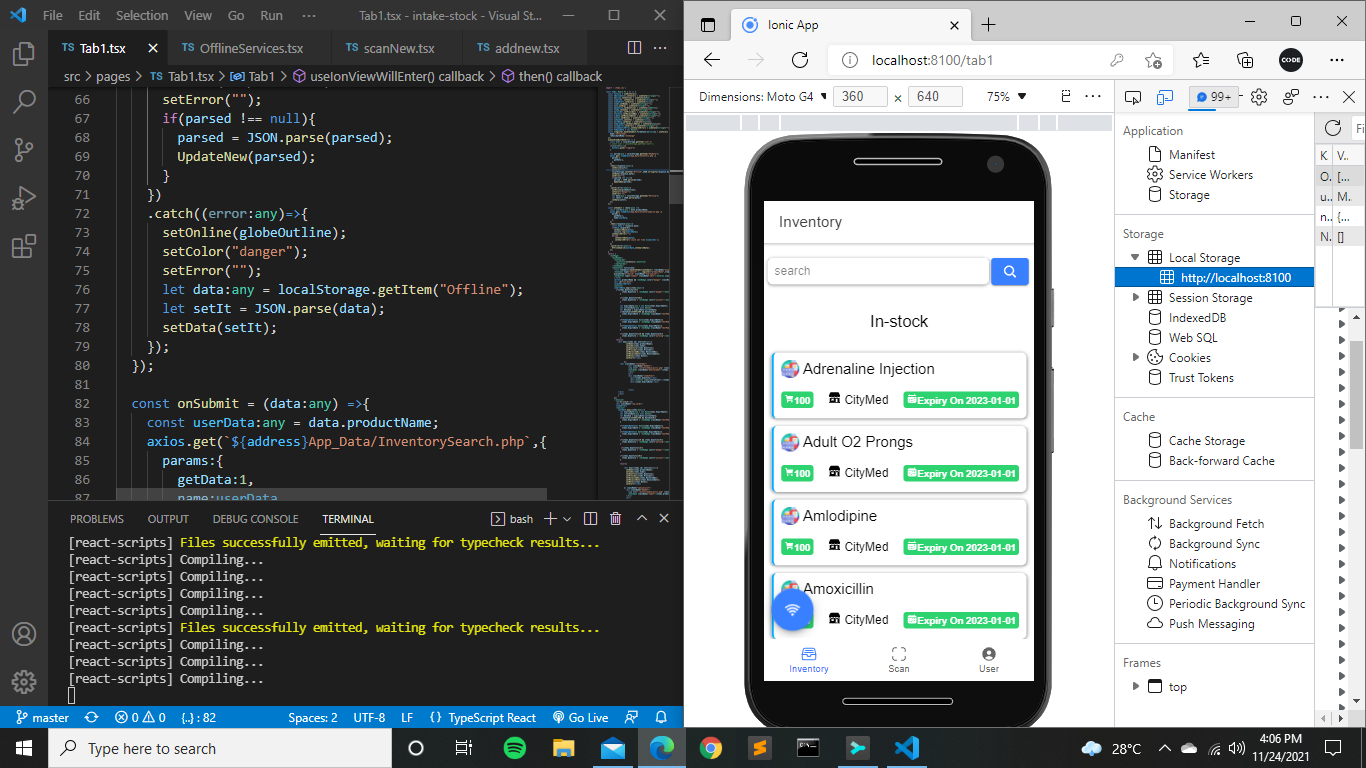 File Edit Selection View Go Run ··· Tab1.tsx - intake-stock - Visual St...
TS Tab1.tsx
TS OfflineServices.tsx
TS scanNew.tsx
TS addnew.tsx
src > pages > TS Tab1.tsx > Tab1 > useIonViewWillEnter() callback > then() callback
66 setError("");
67 if(parsed !== null){
68 parsed = JSON.parse(parsed);
69 UpdateNew(parsed);
70 }
71 })
72 .catch((error:any)=>{
73 setOnline(globeOutline);
74 setColor("danger");
75 setError("");
76 let data:any = localStorage.getItem("Offline");
77 let setIt = JSON.parse(data);
78 setData(setIt);
79 });
80 });
81
82 const onSubmit = (data:any) =>{
83 const userData:any = data.productName;
84 axios.get(`${address}App_Data/InventorySearch.php`,{
85 params:{
86 getData:1,
87 name:userData
PROBLEMS OUTPUT DEBUG CONSOLE TERMINAL
bash
[react-scripts] Files successfully emitted, waiting for typecheck results...
[react-scripts] Compiling...
[react-scripts] Compiling...
[react-scripts] Compiling...
[react-scripts] Compiling...
[react-scripts] Files successfully emitted, waiting for typecheck results...
[react-scripts] Compiling...
[react-scripts] Compiling...
[react-scripts] Compiling...
master 0 0 {..} : 82 Spaces: 2 UTF-8 LF {} TypeScript React Go Live
Ionic App
localhost:8100/tab1
CODE
Dimensions: Moto G4 360 × 640 75%
99+
Inventory
search
In-stock
Adrenaline Injection
100 CityMed Expiry On 2023-01-01
Adult O2 Prongs
100 CityMed Expiry On 2023-01-01
Amlodipine
100 CityMed Expiry On 2023-01-01
Amoxicillin
CityMed Expiry On 2023-01-01
Inventory Scan User
Application
Manifest
Service Workers
Storage
Storage
Local Storage
http://localhost:8100
Session Storage
IndexedDB
Web SQL
Cookies
Trust Tokens
Cache
Cache Storage
Back-forward Cache
Background Services
Background Fetch
Background Sync
Notifications
Payment Handler
Periodic Background Sync
Push Messaging
Frames
top
Fi
K V..
O. [...
u.. M..
n.. {...
N. []
Type here to search
28°C
4:06 PM
11/24/2021